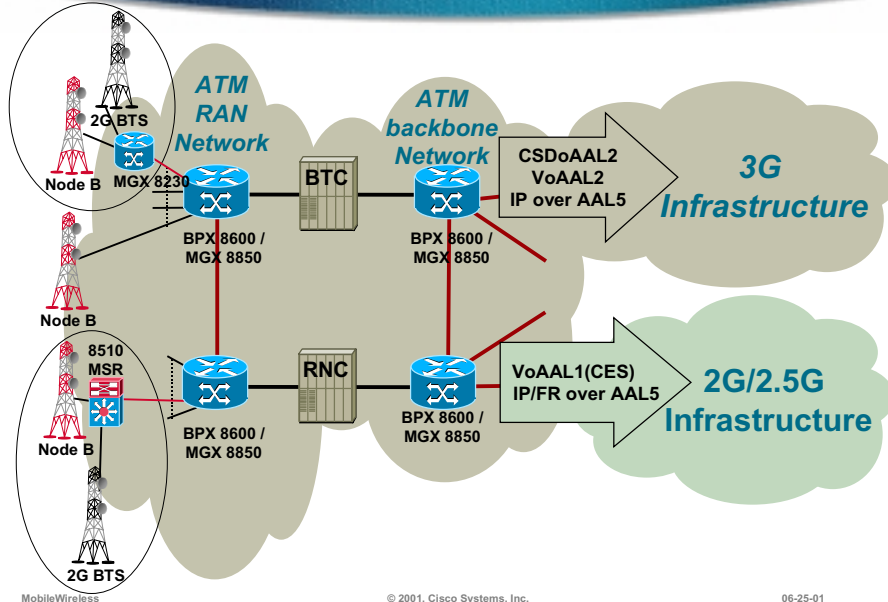 ATM
RAN
Network
ATM
backbone
Network
2G BTS
Node B
MGX 8230
BTC
CSDoAAL2
VoAAL2
IP over AAL5
3G
Infrastructure
BPX 8600 /
MGX 8850
BPX 8600 /
MGX 8850
Node B
8510
MSR
RNC
VoAAL1(CES)
IP/FR over AAL5
2G/2.5G
Infrastructure
Node B
BPX 8600 /
MGX 8850
BPX 8600 /
MGX 8850
2G BTS
MobileWireless
© 2001, Cisco Systems, Inc.
06-25-01